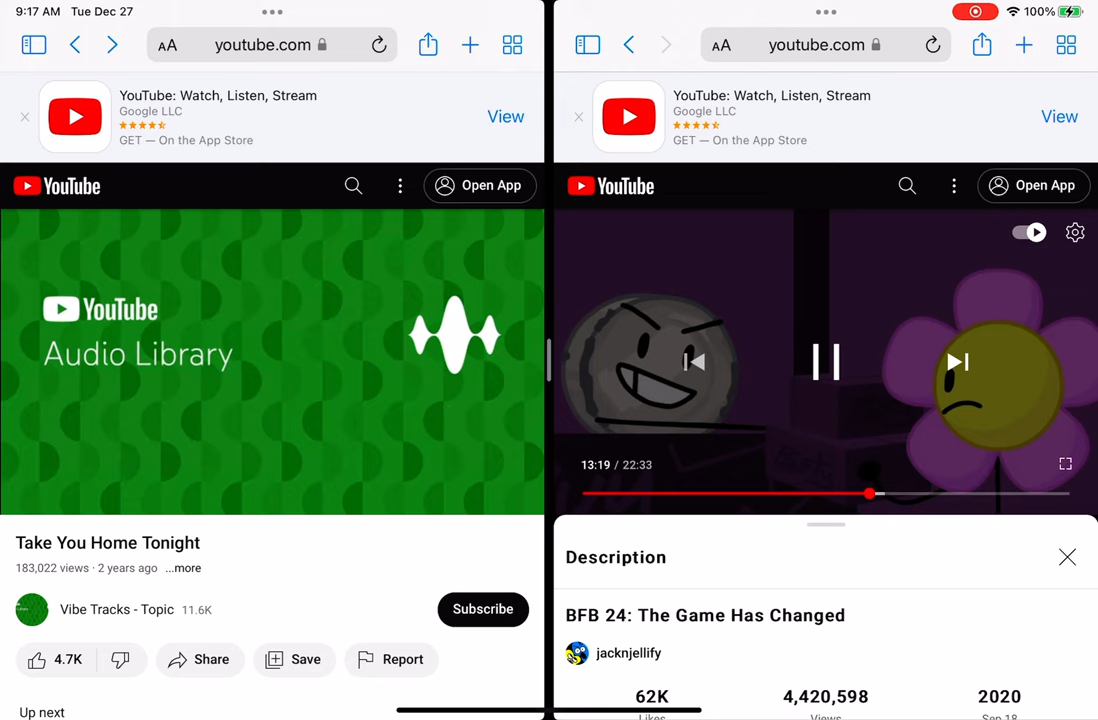 9:17 AM Tue Dec 27
100%
AA youtube.com
AA youtube.com
YouTube: Watch, Listen, Stream
Google LLC
GET — On the App Store
View
YouTube: Watch, Listen, Stream
Google LLC
GET — On the App Store
View
YouTube
Open App
YouTube
Open App
YouTube
Audio Library
13:19 / 22:33
Take You Home Tonight
183,022 views · 2 years ago ...more
Vibe Tracks - Topic 11.6K
Subscribe
4.7K
Share
Save
Report
Up next
Description
BFB 24: The Game Has Changed
jacknjellify
62K 4,420,598 2020
Likes Views Sep 18